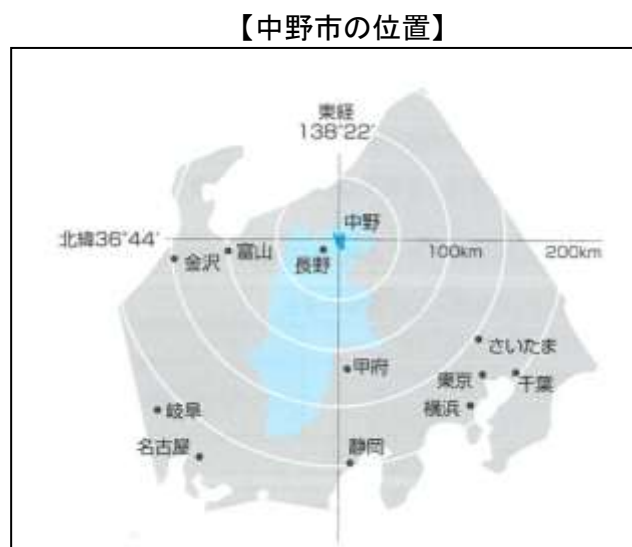 【中野市の位置】
東経
138°22′
中野
北緯36°44′
100km
200km
富山
金沢
長野
さいたま
甲府
東京
千葉
横浜
岐阜
名古屋
静岡